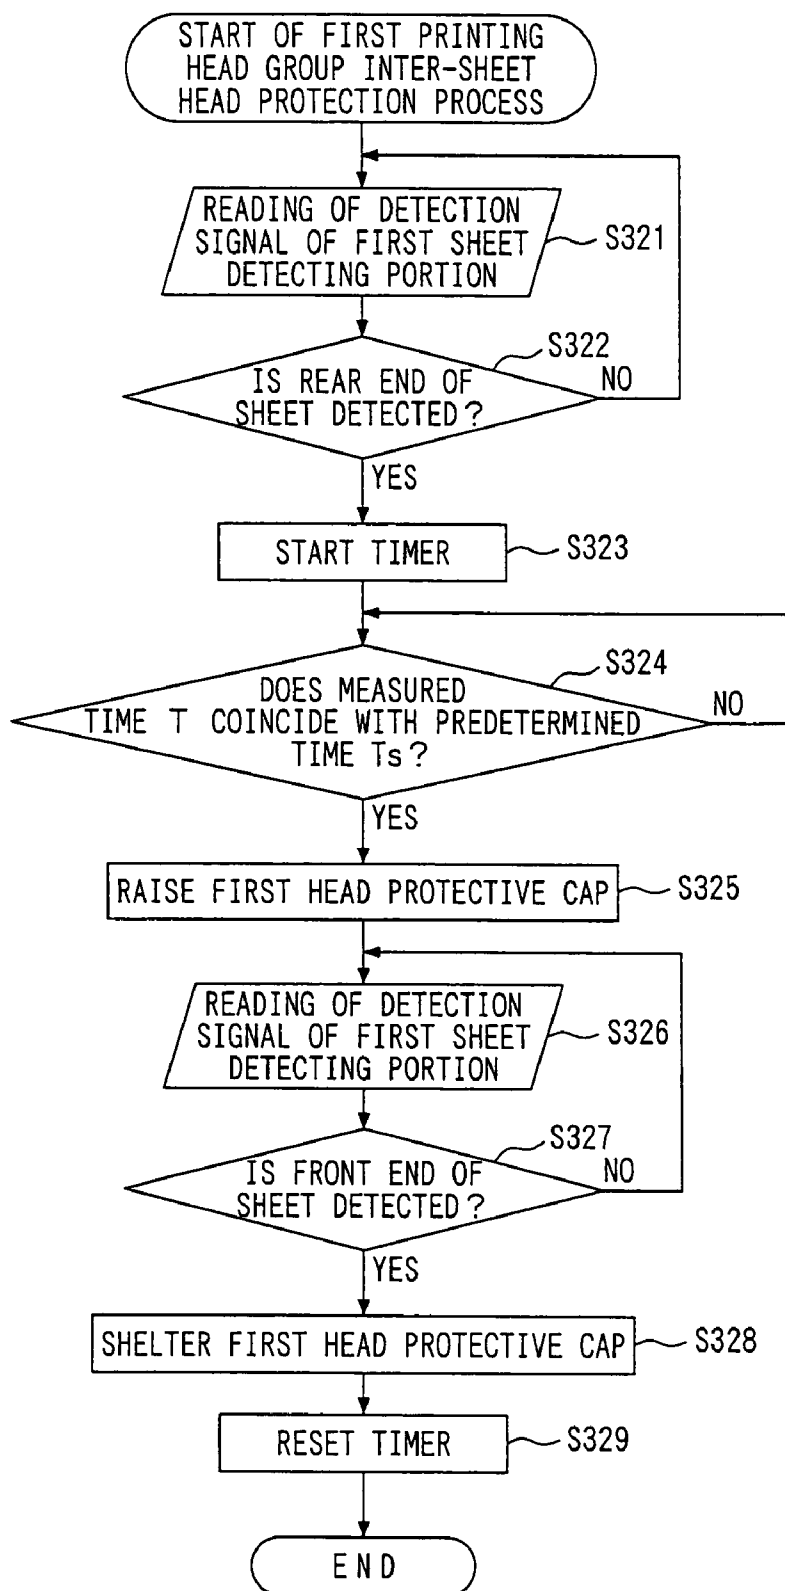 START OF FIRST PRINTING
HEAD GROUP INTER-SHEET
HEAD PROTECTION PROCESS
READING OF DETECTION
SIGNAL OF FIRST SHEET
DETECTING PORTION
S321
S322
IS REAR END OF
SHEET DETECTED?
NO
YES
START TIMER
S323
S324
DOES MEASURED
TIME T COINCIDE WITH PREDETERMINED
TIME Ts?
NO
YES
RAISE FIRST HEAD PROTECTIVE CAP
S325
READING OF DETECTION
SIGNAL OF FIRST SHEET
DETECTING PORTION
S326
S327
IS FRONT END OF
SHEET DETECTED?
NO
YES
SHELTER FIRST HEAD PROTECTIVE CAP
S328
RESET TIMER
S329
END